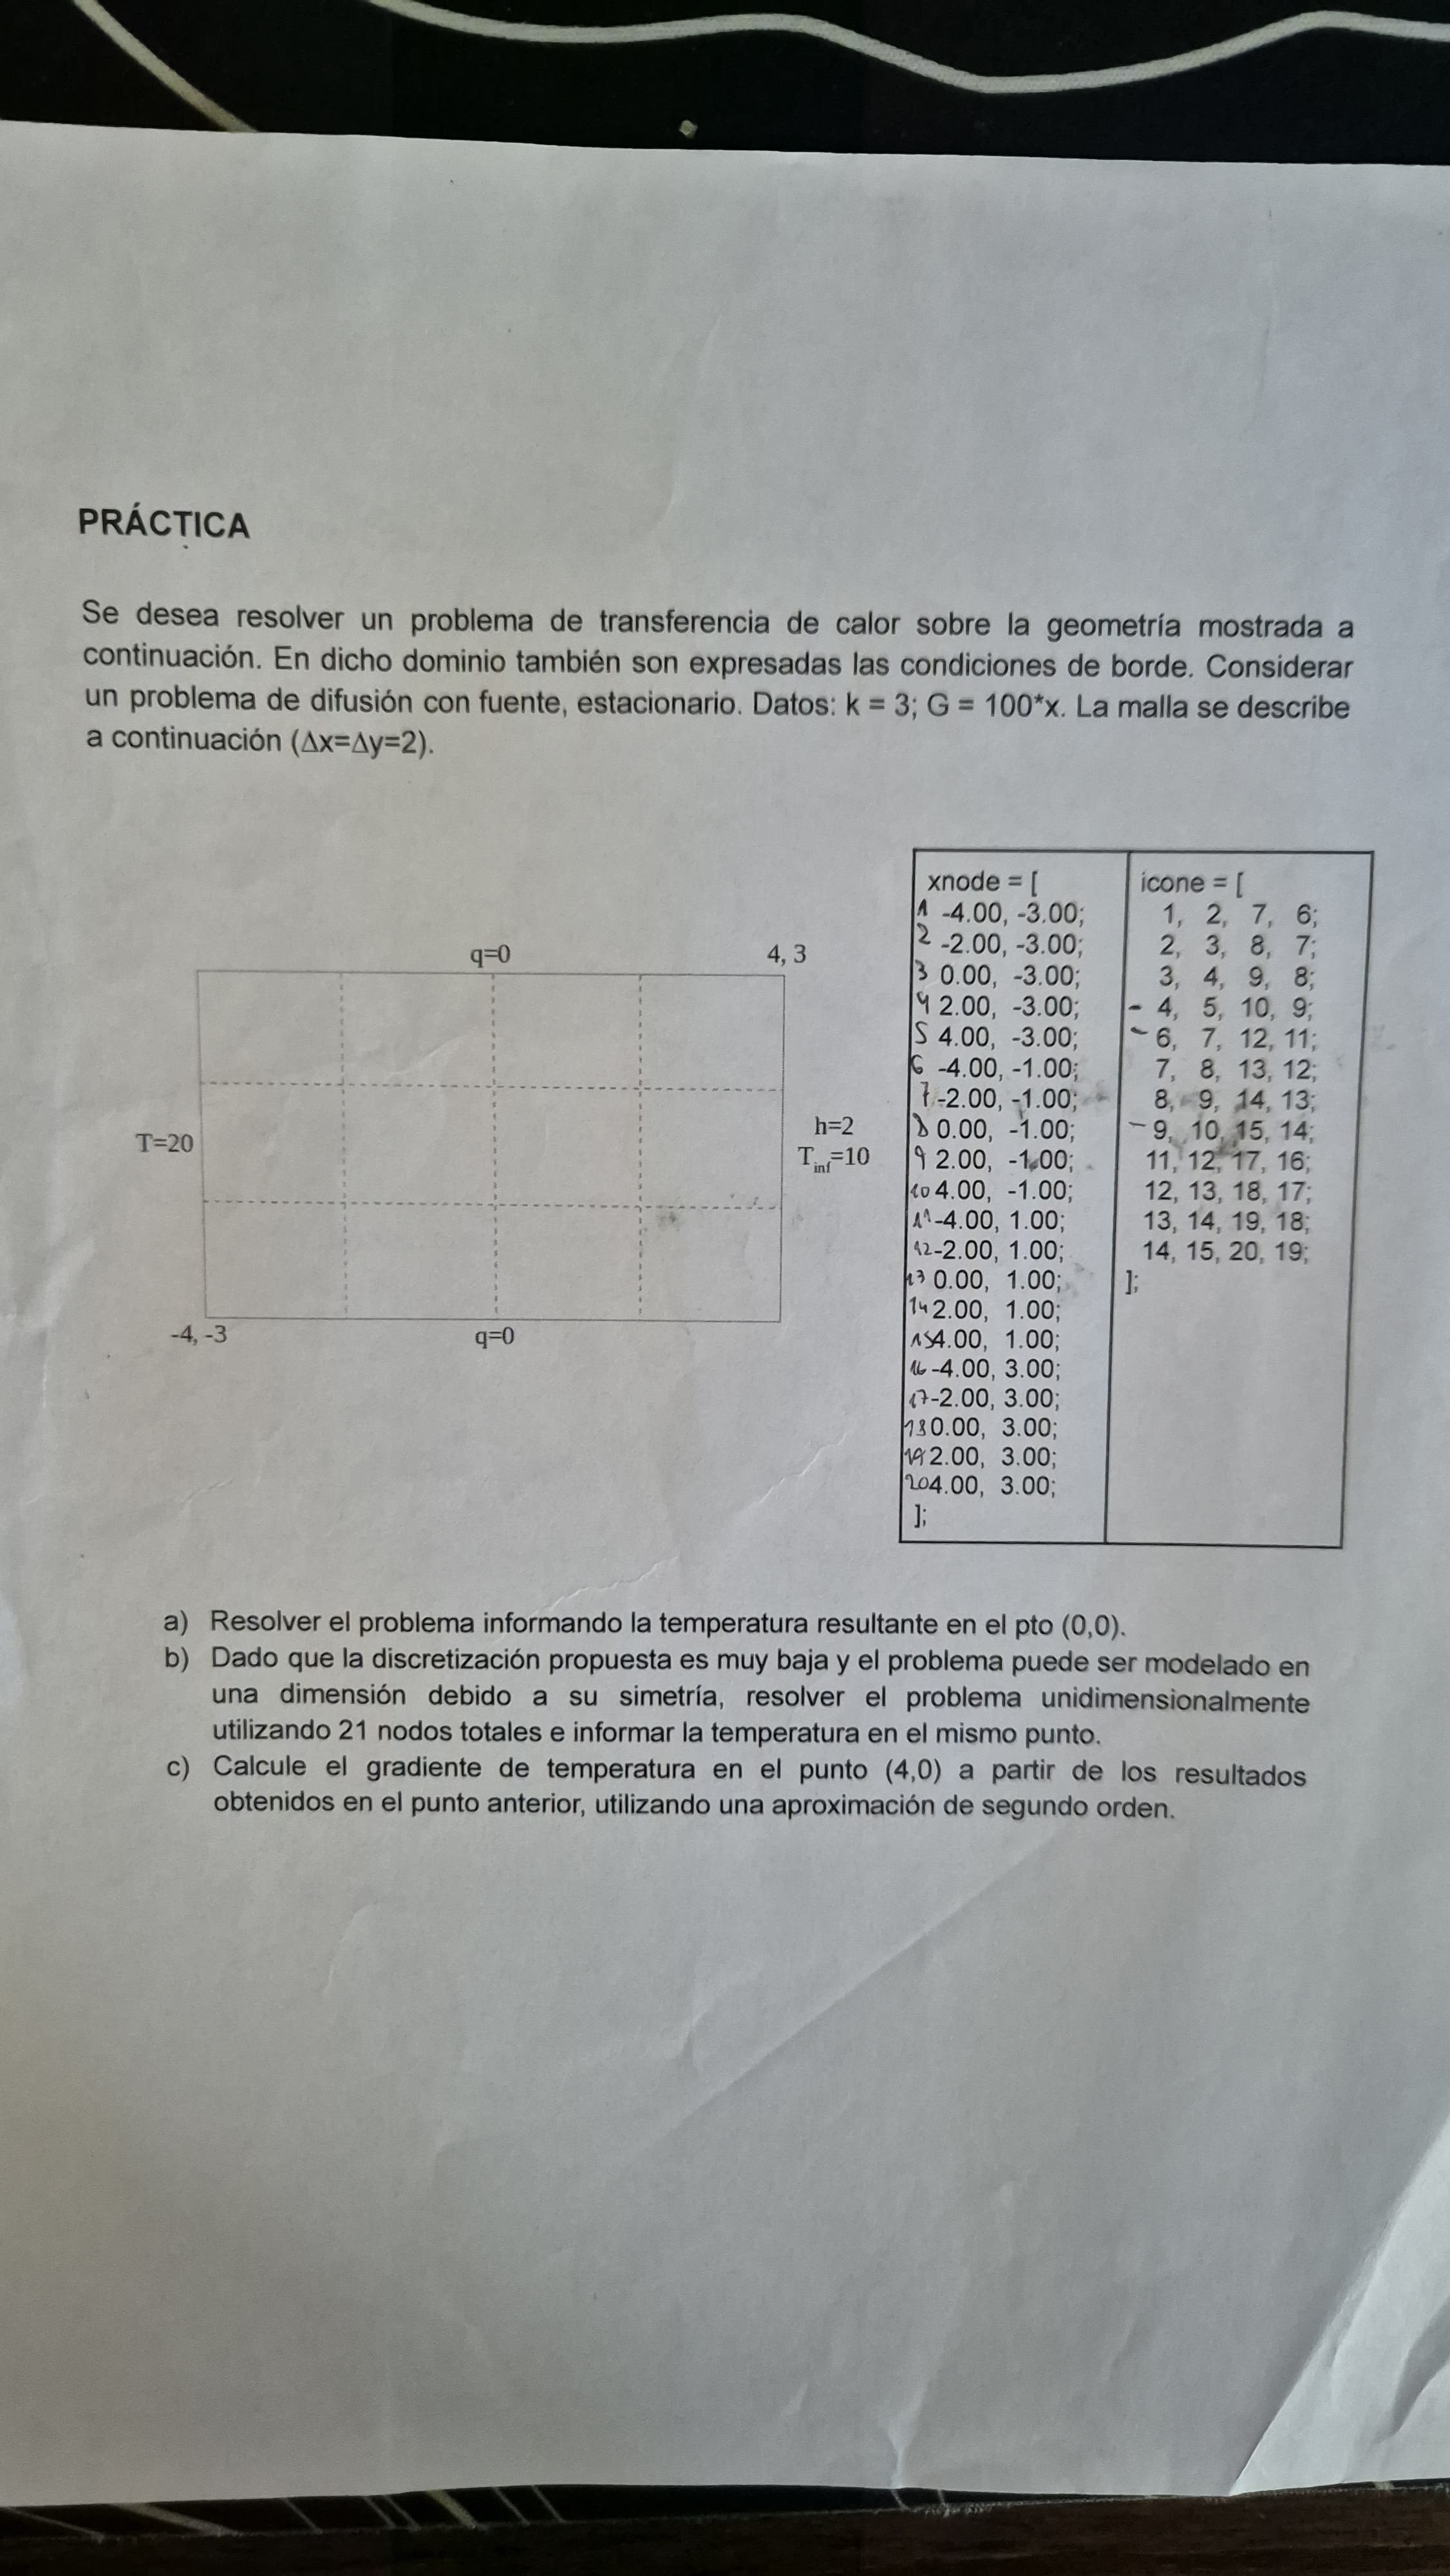 PRÁCTICA
Se desea resolver un problema de transferencia de calor sobre la geometría mostrada a
continuación. En dicho dominio también son expresadas las condiciones de borde. Considerar
un problema de difusión con fuente, estacionario. Datos: k = 3; G = 100*x. La malla se describe
a continuación (Δx=Δy=2).
q=0
4, 3
T=20
h=2
T_inf=10
-4, -3
q=0
xnode = [
1 -4.00, -3.00;
2 -2.00, -3.00;
3 0.00, -3.00;
4 2.00, -3.00;
5 4.00, -3.00;
6 -4.00, -1.00;
7 -2.00, -1.00;
8 0.00, -1.00;
9 2.00, -1.00;
10 4.00, -1.00;
11 -4.00, 1.00;
12 -2.00, 1.00;
13 0.00, 1.00;
14 2.00, 1.00;
15 4.00, 1.00;
16 -4.00, 3.00;
17 -2.00, 3.00;
18 0.00, 3.00;
19 2.00, 3.00;
20 4.00, 3.00;
];
icone = [
1, 2, 7, 6;
2, 3, 8, 7;
3, 4, 9, 8;
- 4, 5, 10, 9;
- 6, 7, 12, 11;
7, 8, 13, 12;
8, 9, 14, 13;
- 9, 10, 15, 14;
11, 12, 17, 16;
12, 13, 18, 17;
13, 14, 19, 18;
14, 15, 20, 19;
];
a) Resolver el problema informando la temperatura resultante en el pto (0,0).
b) Dado que la discretización propuesta es muy baja y el problema puede ser modelado en
una dimensión debido a su simetría, resolver el problema unidimensionalmente
utilizando 21 nodos totales e informar la temperatura en el mismo punto.
c) Calcule el gradiente de temperatura en el punto (4,0) a partir de los resultados
obtenidos en el punto anterior, utilizando una aproximación de segundo orden.